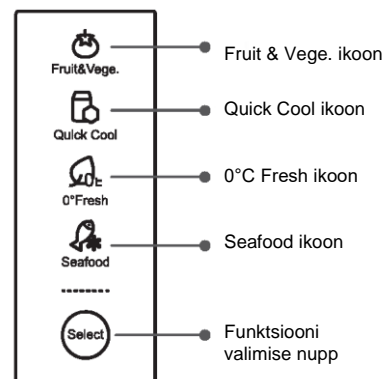 Fruit&Vege.
Fruit & Vege. ikoon
Quick Cool
Quick Cool ikoon
0°Fresh
0°C Fresh ikoon
Seafood
Seafood ikoon
Select
Funktsiooni
valimise nupp